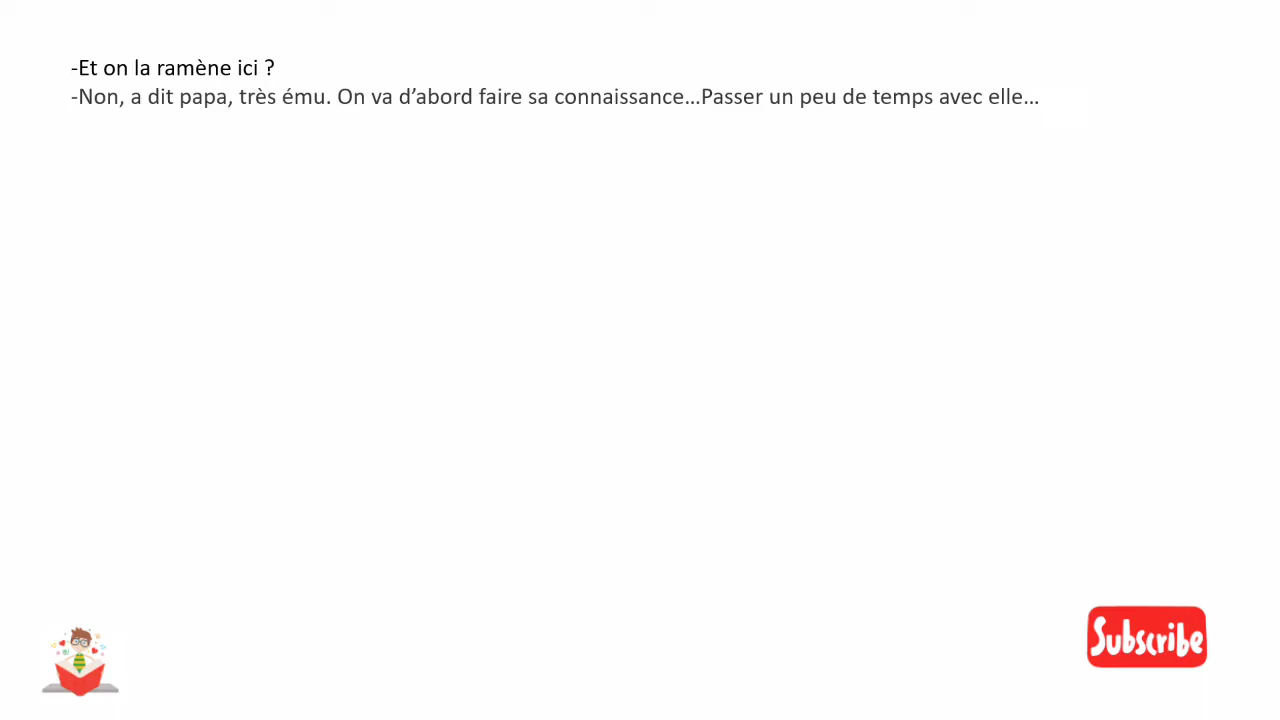 -Et on la ramène ici ?
-Non, a dit papa, très ému. On va d’abord faire sa connaissance…Passer un peu de temps avec elle…
Subscribe